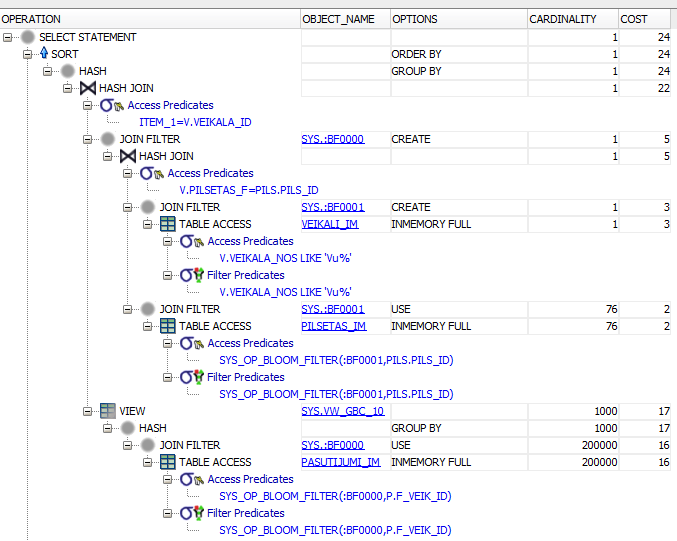 OPERATION OBJECT_NAME OPTIONS CARDINALITY COST
SELECT STATEMENT 1 24
SORT ORDER BY 1 24
HASH GROUP BY 1 24
HASH JOIN 1 22
Access Predicates
ITEM_1=V.VEIKALA_ID
JOIN FILTER SYS.:BF0000 CREATE 1 5
HASH JOIN 1 5
Access Predicates
V.PILSETAS_F=PILS.PILS_ID
JOIN FILTER SYS.:BF0001 CREATE 1 3
TABLE ACCESS VEIKALI_IM INMEMORY FULL 1 3
Access Predicates
V.VEIKALA_NOS LIKE 'Vu%'
Filter Predicates
V.VEIKALA_NOS LIKE 'Vu%'
JOIN FILTER SYS.:BF0001 USE 76 2
TABLE ACCESS PILSETAS_IM INMEMORY FULL 76 2
Access Predicates
SYS_OP_BLOOM_FILTER(:BF0001,PILS.PILS_ID)
Filter Predicates
SYS_OP_BLOOM_FILTER(:BF0001,PILS.PILS_ID)
VIEW SYS.VW_GBC_10 1000 17
HASH GROUP BY 1000 17
JOIN FILTER SYS.:BF0000 USE 200000 16
TABLE ACCESS PASUTIJUMI_IM INMEMORY FULL 200000 16
Access Predicates
SYS_OP_BLOOM_FILTER(:BF0000,P.F_VEIK_ID)
Filter Predicates
SYS_OP_BLOOM_FILTER(:BF0000,P.F_VEIK_ID)